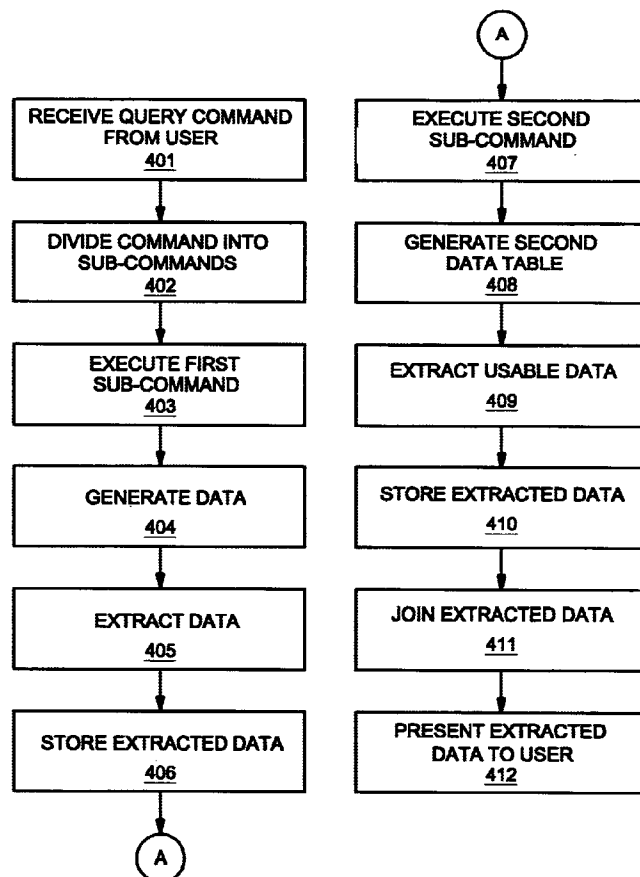 RECEIVE QUERY COMMAND
FROM USER
401
DIVIDE COMMAND INTO
SUB-COMMANDS
402
EXECUTE FIRST
SUB-COMMAND
403
GENERATE DATA
404
EXTRACT DATA
405
STORE EXTRACTED DATA
406
A
A
EXECUTE SECOND
SUB-COMMAND
407
GENERATE SECOND
DATA TABLE
408
EXTRACT USABLE DATA
409
STORE EXTRACTED DATA
410
JOIN EXTRACTED DATA
411
PRESENT EXTRACTED
DATA TO USER
412